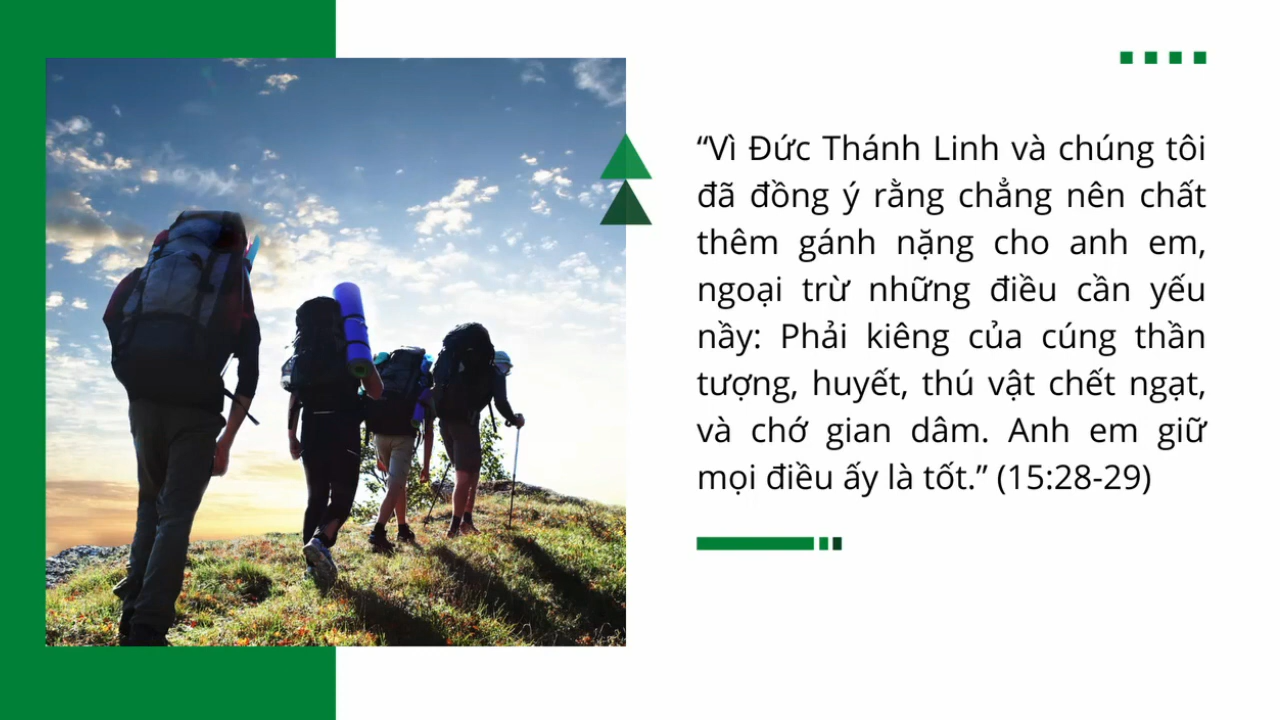 “Vì Đức Thánh Linh và chúng tôi
đã đồng ý rằng chẳng nên chất
thêm gánh nặng cho anh em,
ngoại trừ những điều cần yếu
nầy: Phải kiêng của cúng thần
tượng, huyết, thú vật chết ngạt,
và chớ gian dâm. Anh em giữ
mọi điều ấy là tốt.” (15:28-29)